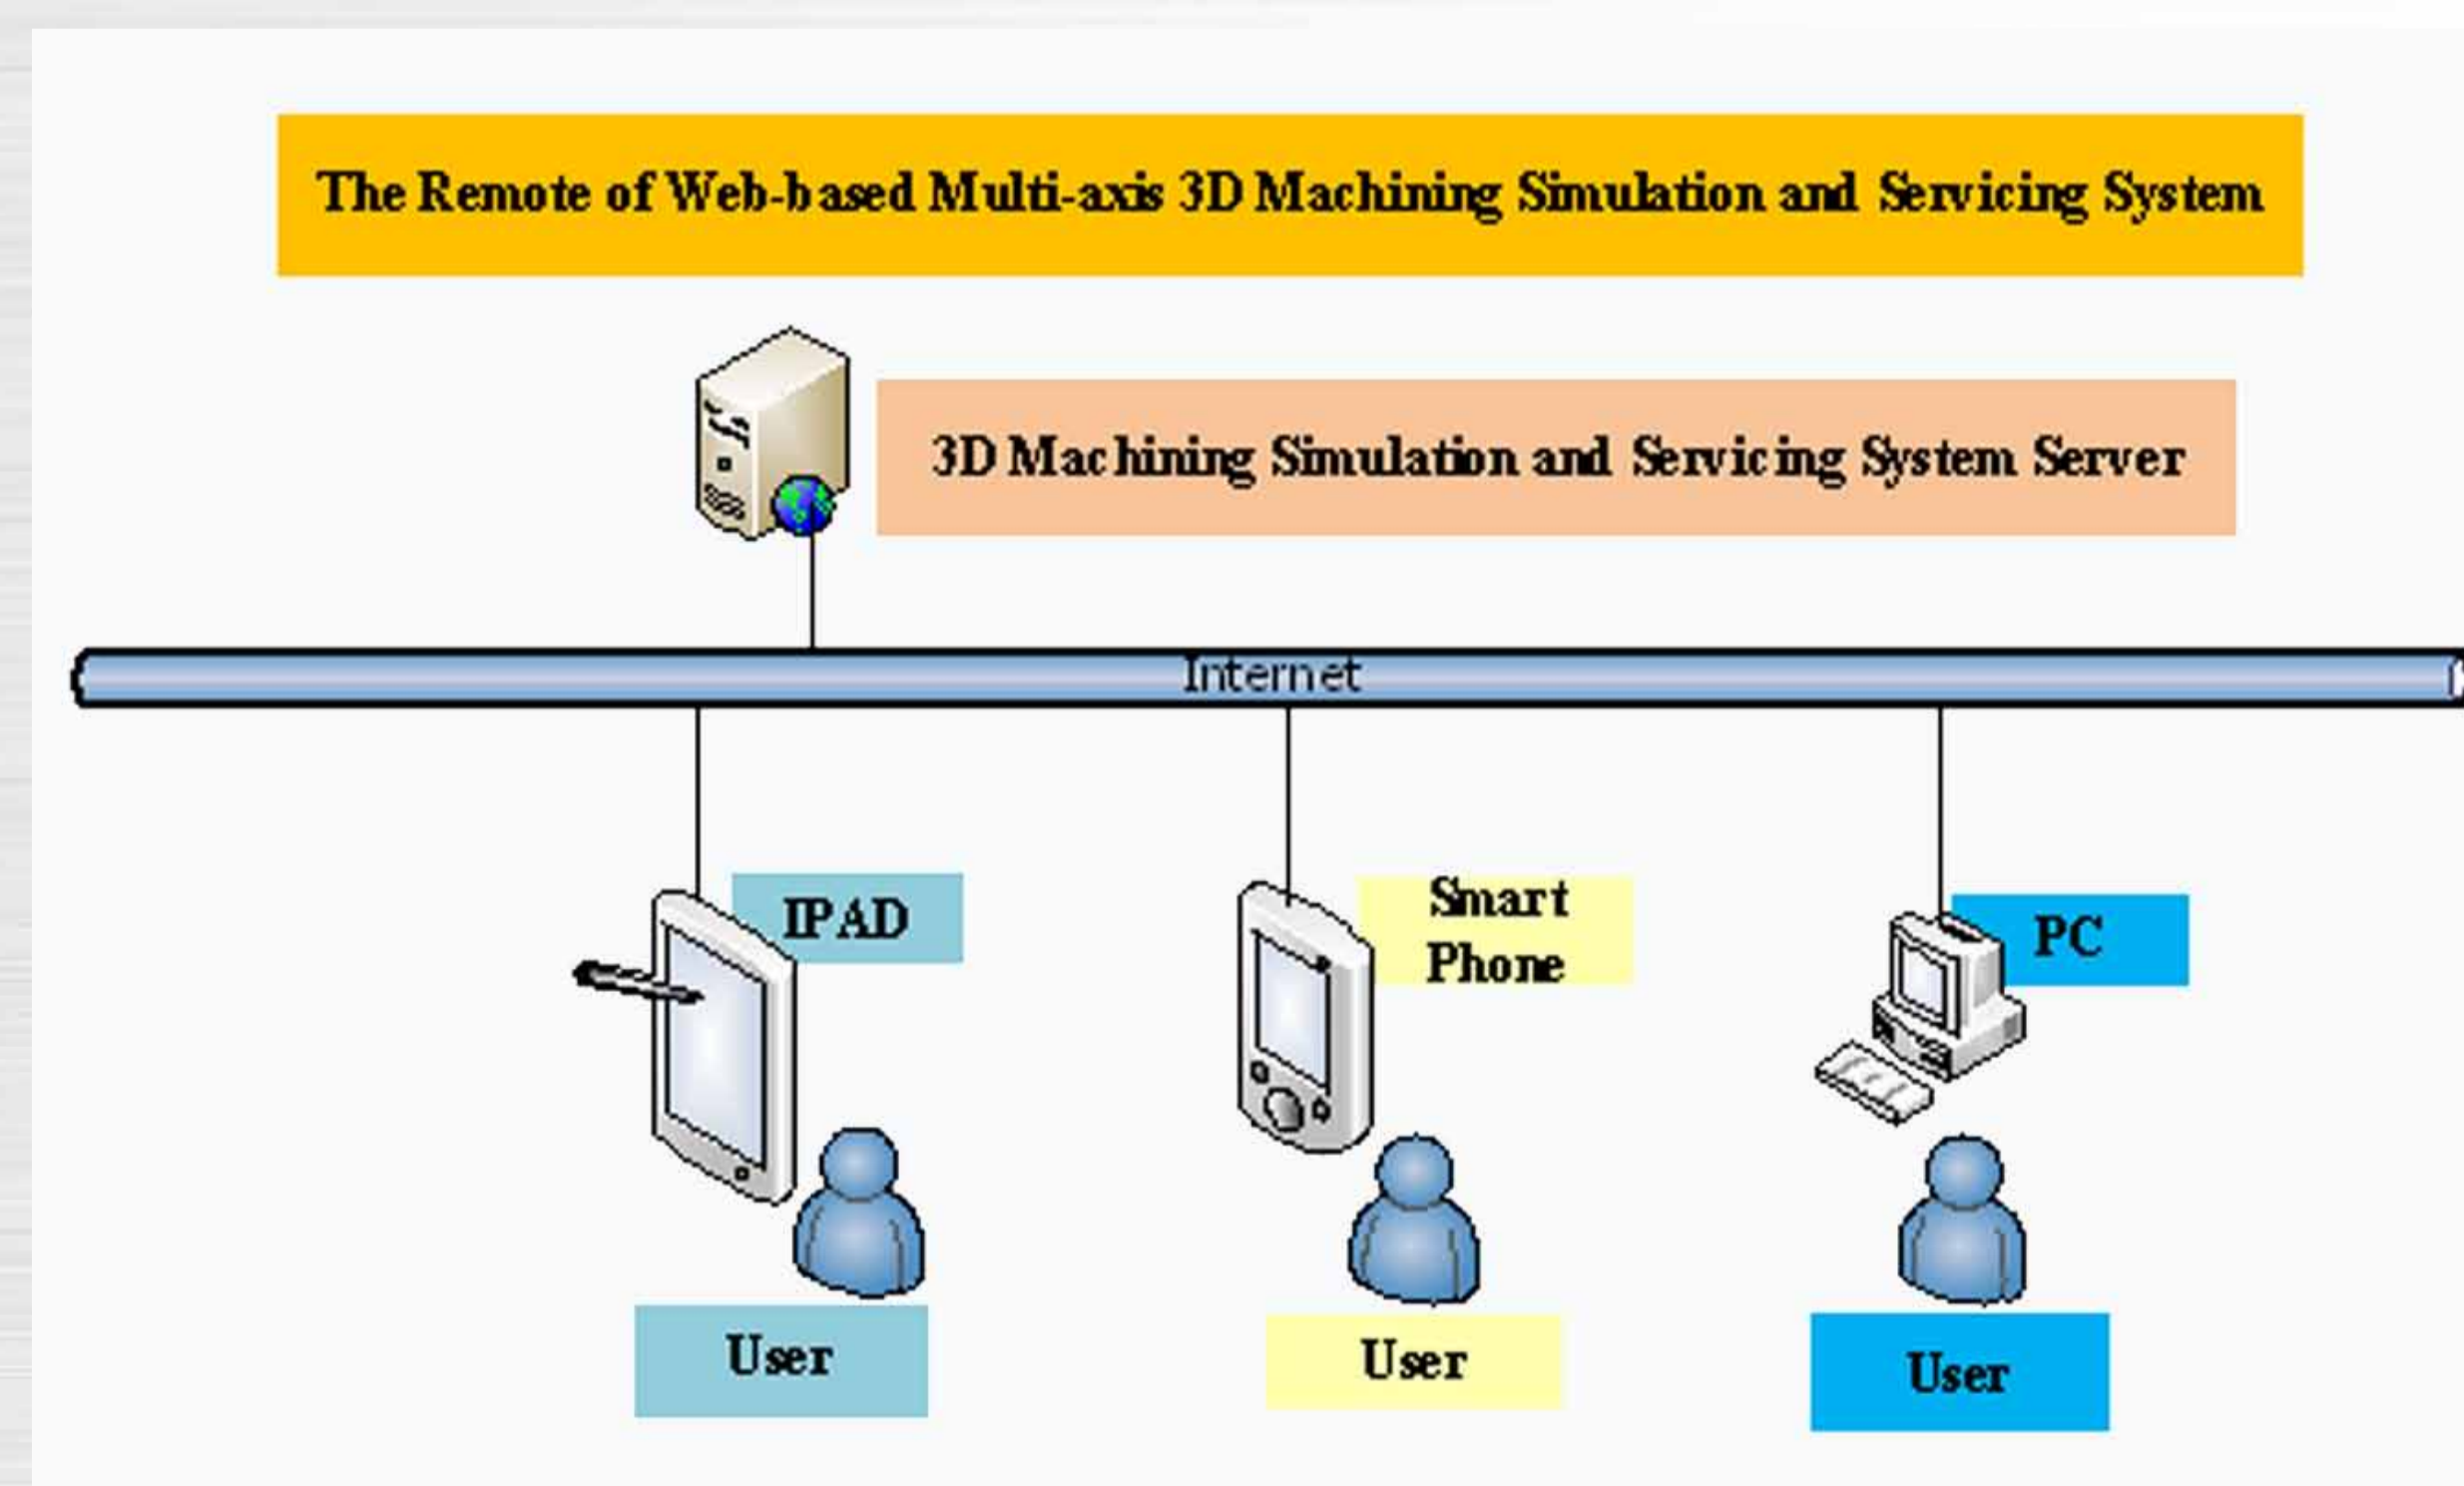 The Remote of Web-based Multi-axis 3D Machining Simulation and Servicing System
3D Machining Simulation and Servicing System Server
Internet
IPAD
Smart
Phone
PC
User
User
User